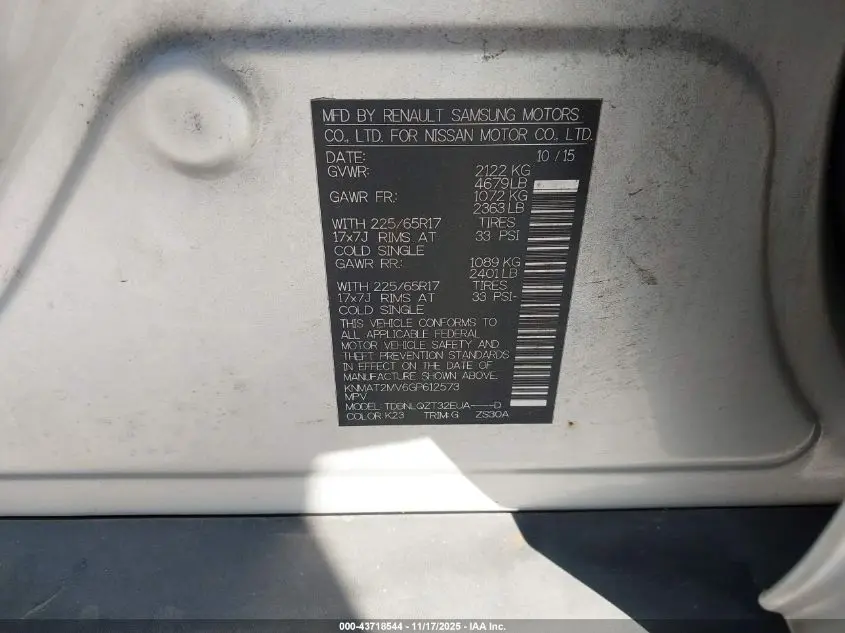 MFD BY RENAULT SAMSUNG MOTORS
CO., LTD. FOR NISSAN MOTOR CO., LTD.
DATE: 10 / 15
GVWR: 2122 KG
4679LB
GAWR FR: 1072 KG
2363LB
WITH 225/65R17 TIRES
17x7J RIMS AT 33 PSI
COLD SINGLE
GAWR RR: 1089 KG
2401LB
WITH 225/65R17 TIRES
17x7J RIMS AT 33 PSI-
COLD SINGLE
THIS VEHICLE CONFORMS TO
ALL APPLICABLE FEDERAL
MOTOR VEHICLE SAFETY AND
THEFT PREVENTION STANDARDS
IN EFFECT ON THE DATE OF
MANUFACTURE SHOWN ABOVE.
KNMAT2MV6GP612573
MPV
MODEL: TDBNLQZT32EUA----D
COLOR:K23 TRIM:G ZS30A
000-43718544 - 11/17/2025 - IAA Inc.